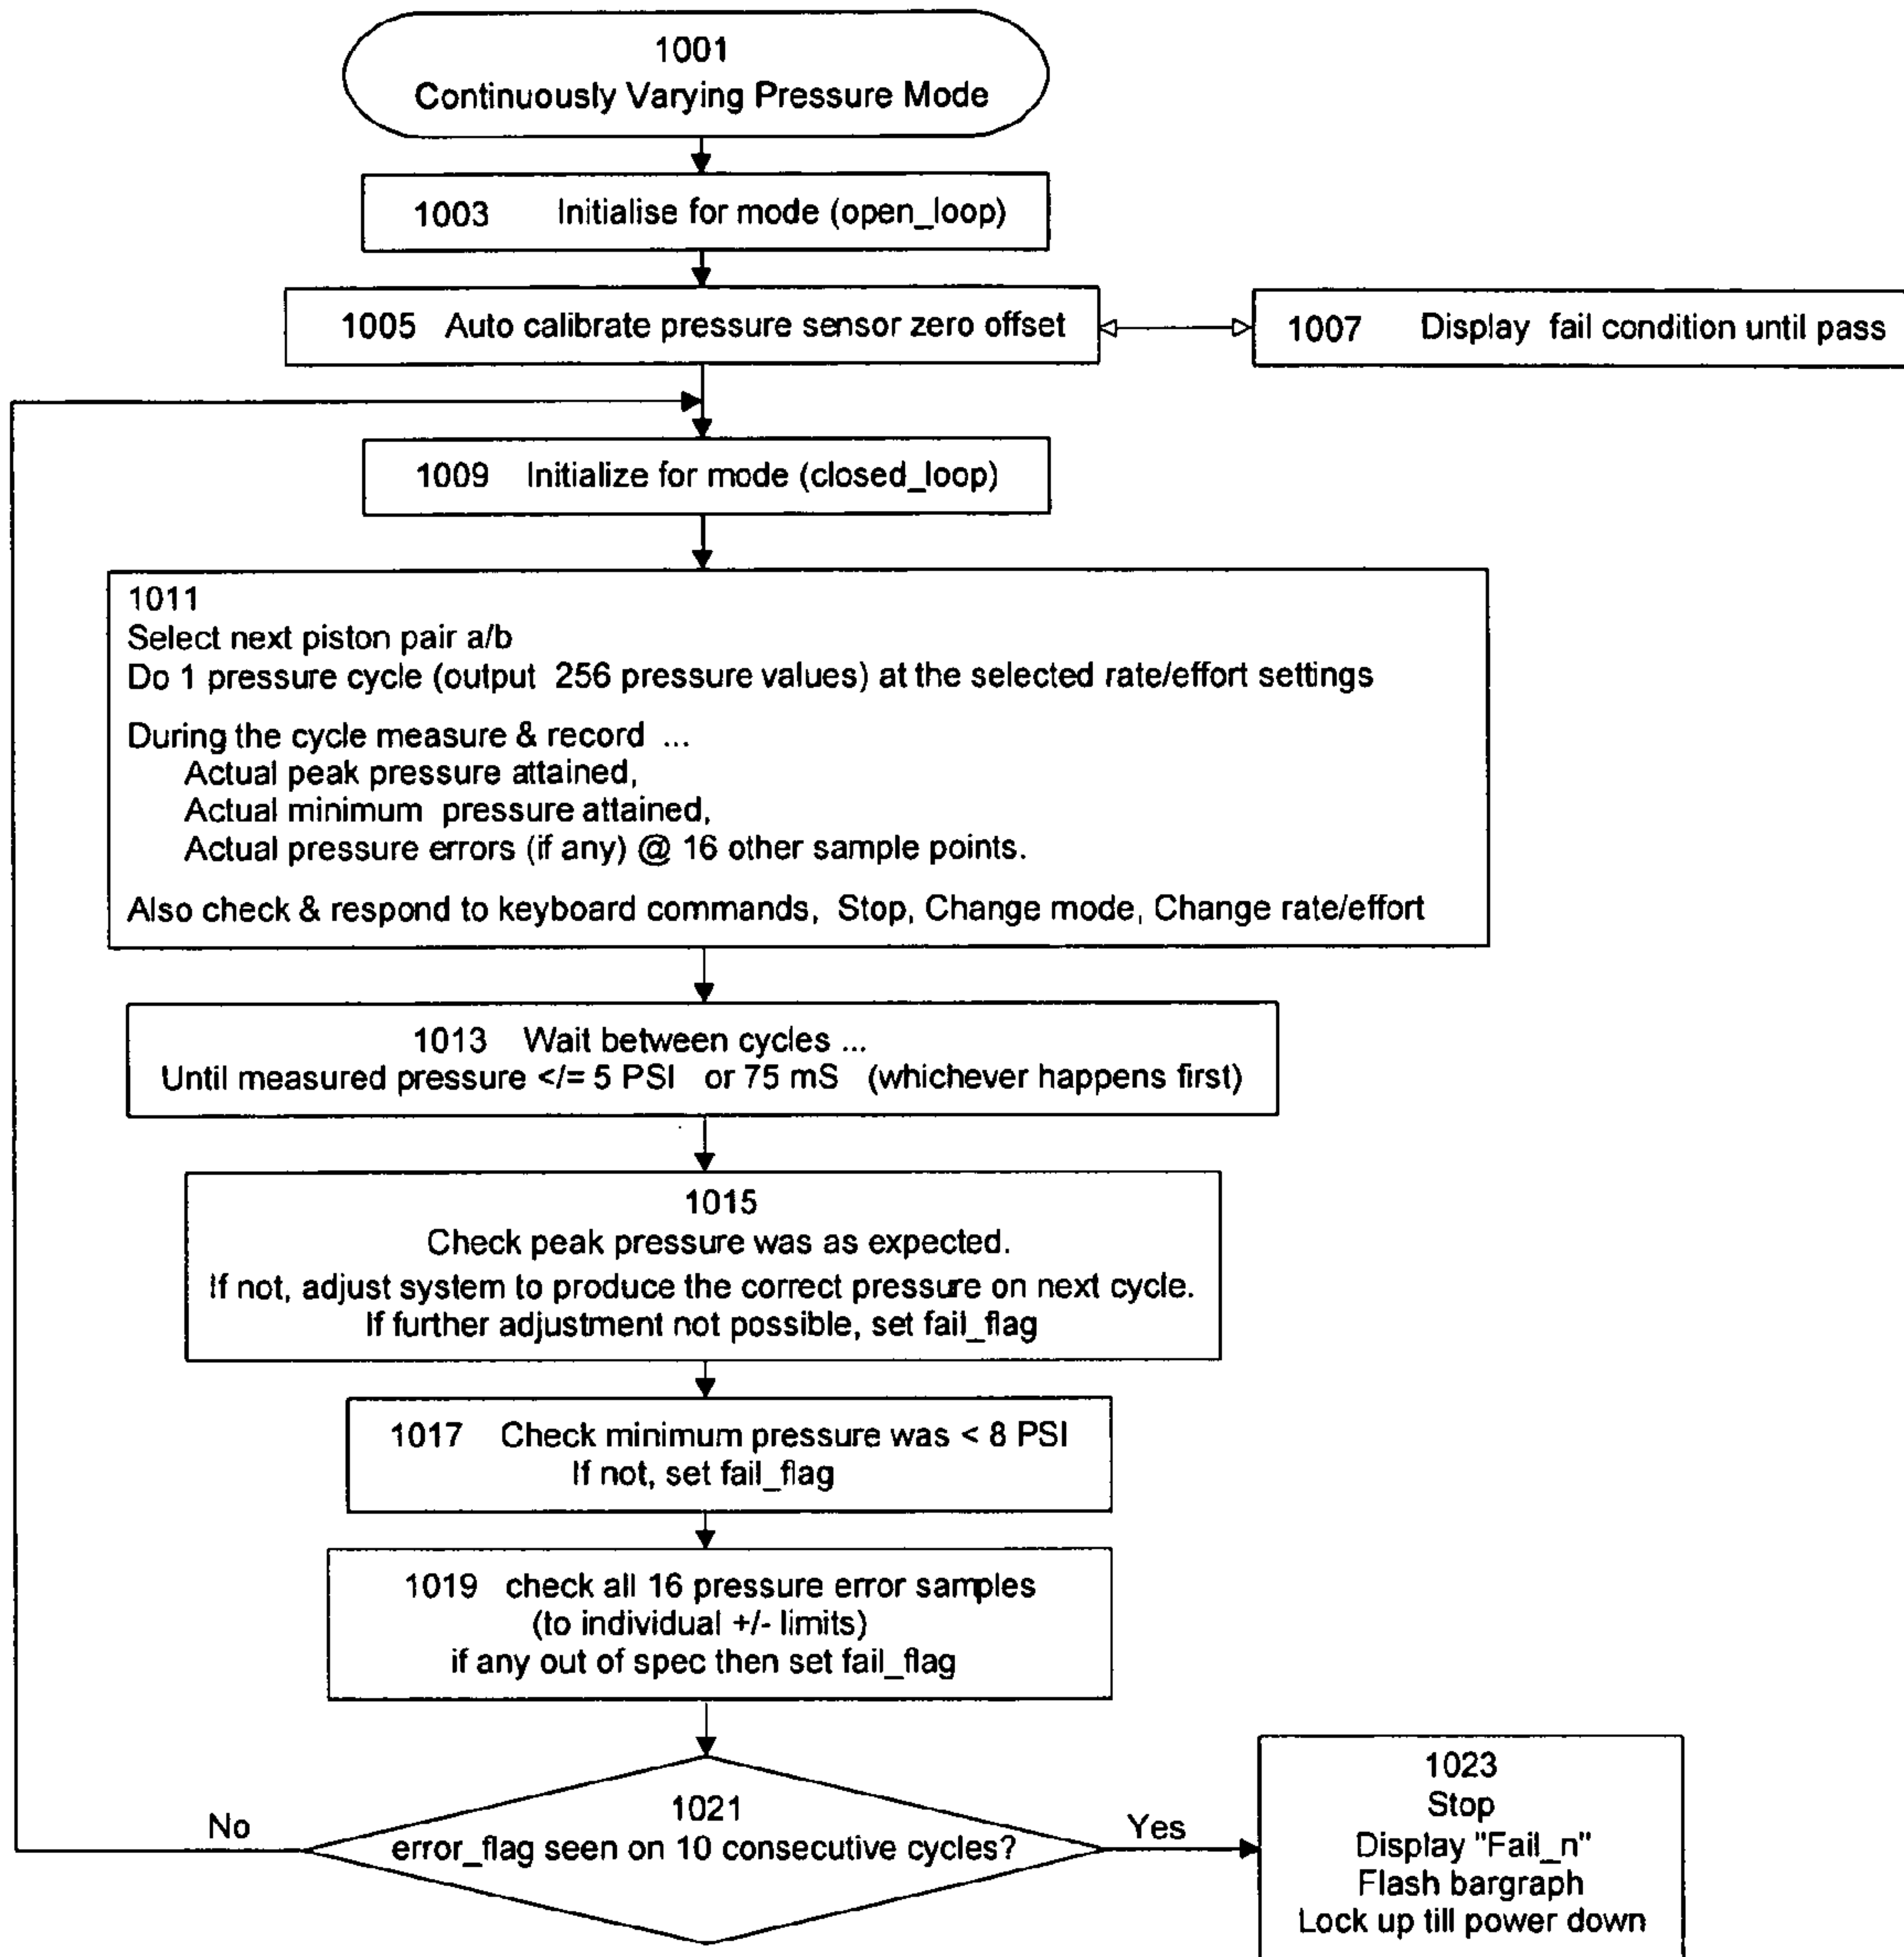 1001
Continuously Varying Pressure Mode
1003 Initialise for mode (open_loop)
1005 Auto calibrate pressure sensor zero offset
1007 Display fail condition until pass
1009 Initialize for mode (closed_loop)
1011
Select next piston pair a/b
Do 1 pressure cycle (output 256 pressure values) at the selected rate/effort settings
During the cycle measure & record ...
Actual peak pressure attained,
Actual minimum pressure attained,
Actual pressure errors (if any) @ 16 other sample points.
Also check & respond to keyboard commands, Stop, Change mode, Change rate/effort
1013 Wait between cycles ...
Until measured pressure </= 5 PSI or 75 mS (whichever happens first)
1015
Check peak pressure was as expected.
If not, adjust system to produce the correct pressure on next cycle.
If further adjustment not possible, set fail_flag
1017 Check minimum pressure was < 8 PSI
If not, set fail_flag
1019 check all 16 pressure error samples
(to individual +/- limits)
if any out of spec then set fail_flag
No
1021
error_flag seen on 10 consecutive cycles?
Yes
1023
Stop
Display "Fail_n"
Flash bargraph
Lock up till power down